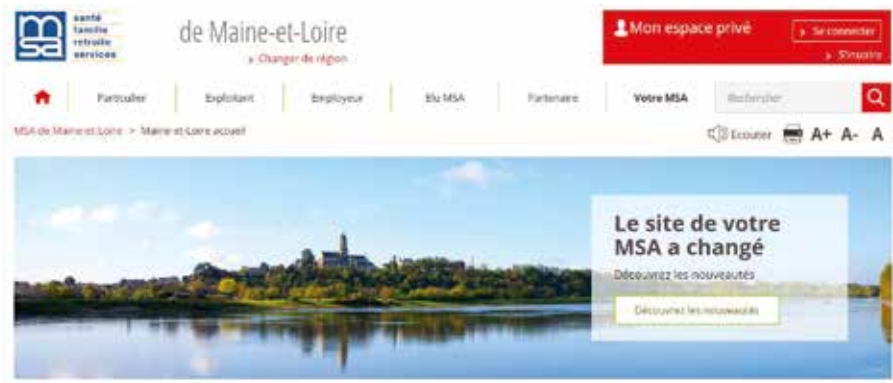 msa
santé
famille
retraite
services
de Maine-et-Loire
Changer de région
Mon espace privé
Se connecter
S'inscrire
Particulier
Exploitant
Employeur
Elu MSA
Partenaire
Votre MSA
Rechercher
MSA de Maine-et-Loire > Maine-et-Loire accueil
Ecouter A+ A- A
Le site de votre
MSA a changé
Découvrez les nouveautés
Découvrez les nouveautés